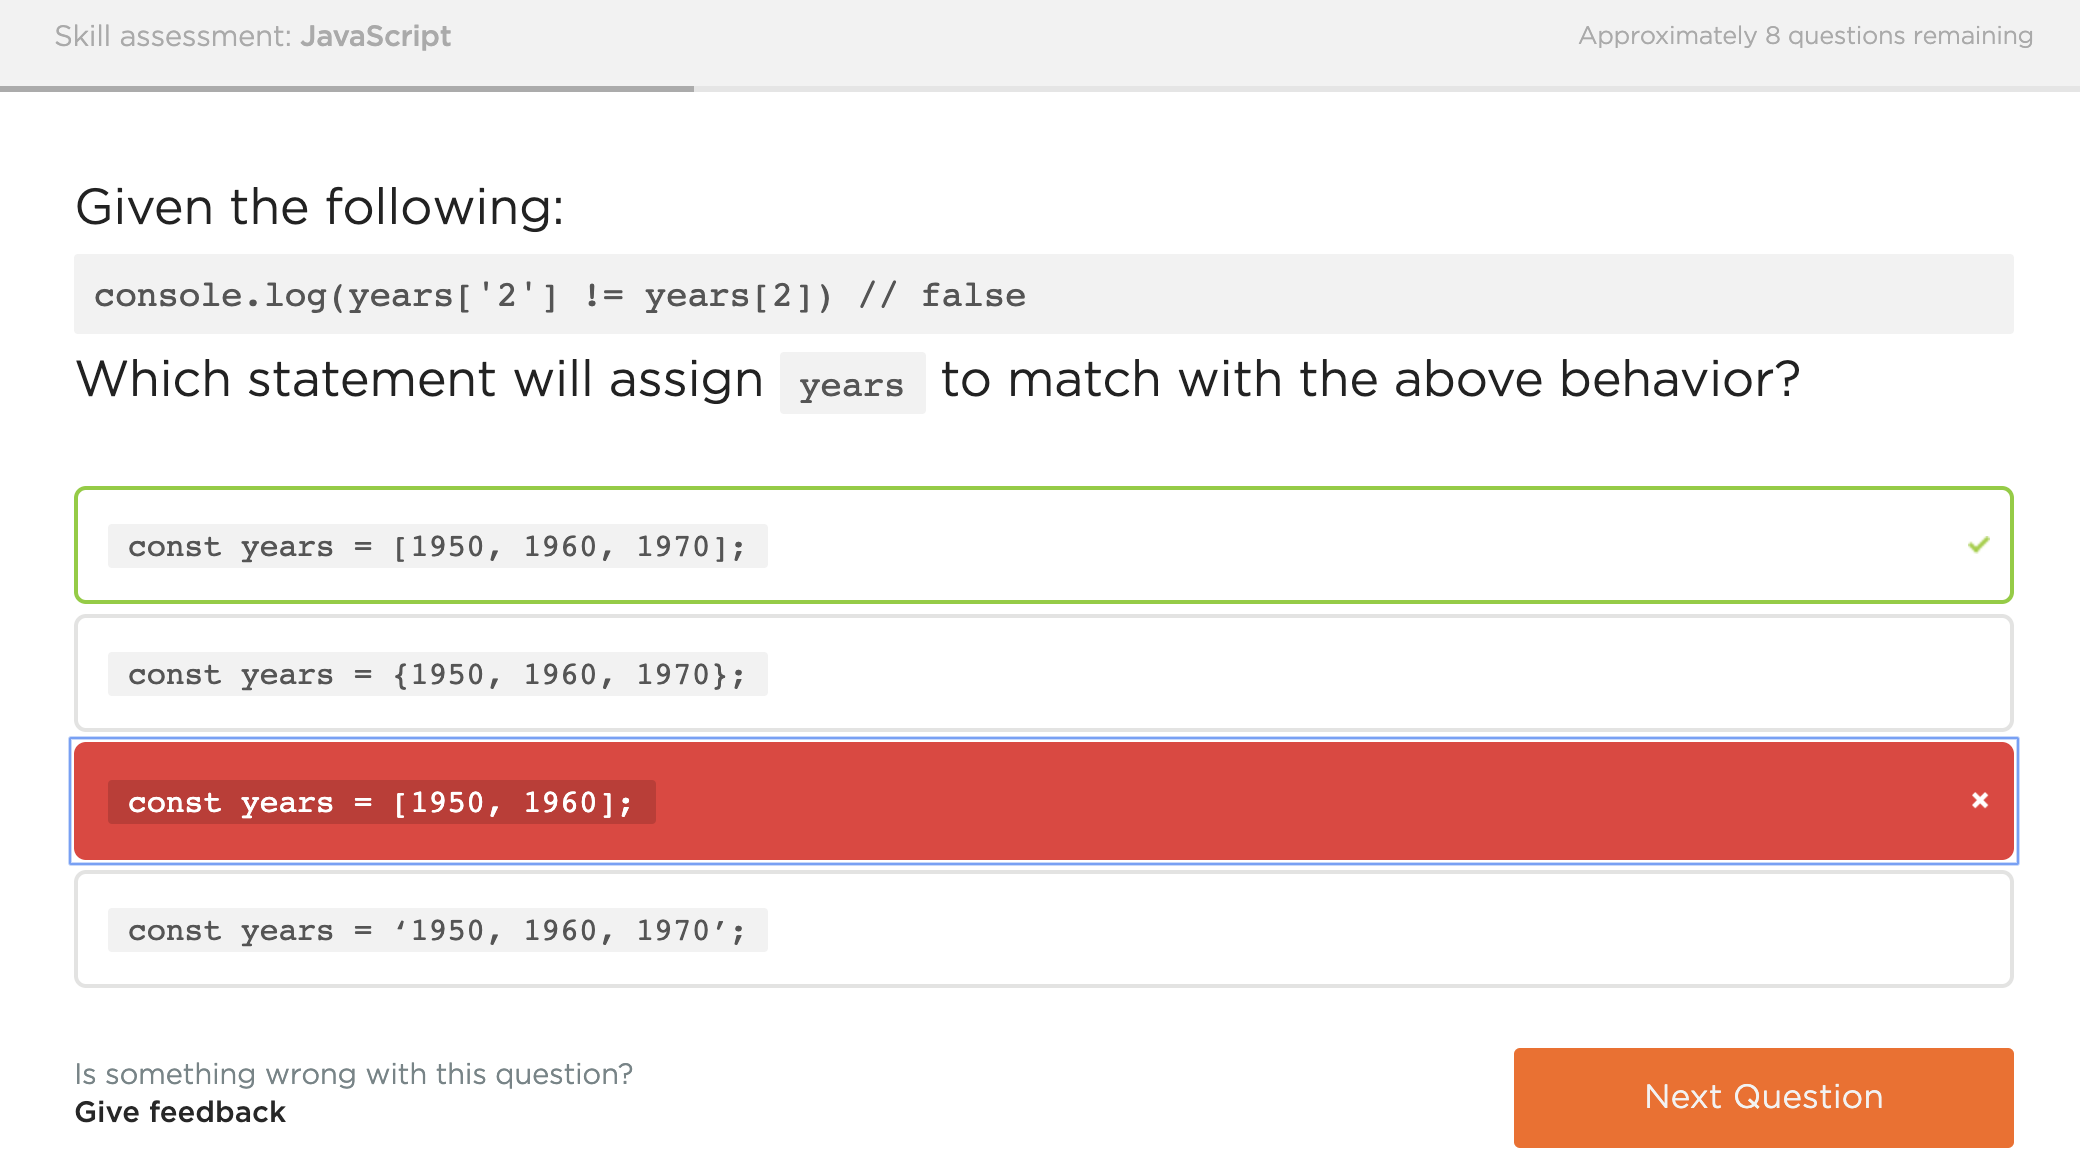 Skill assessment: JavaScript
Approximately 8 questions remaining
Given the following:
console.log(years['2'] != years[2]) // false
Which statement will assign years to match with the above behavior?
const years = [1950, 1960, 1970];
const years = {1950, 1960, 1970};
const years = [1950, 1960];
const years = ‘1950, 1960, 1970’;
Is something wrong with this question?
Give feedback
Next Question